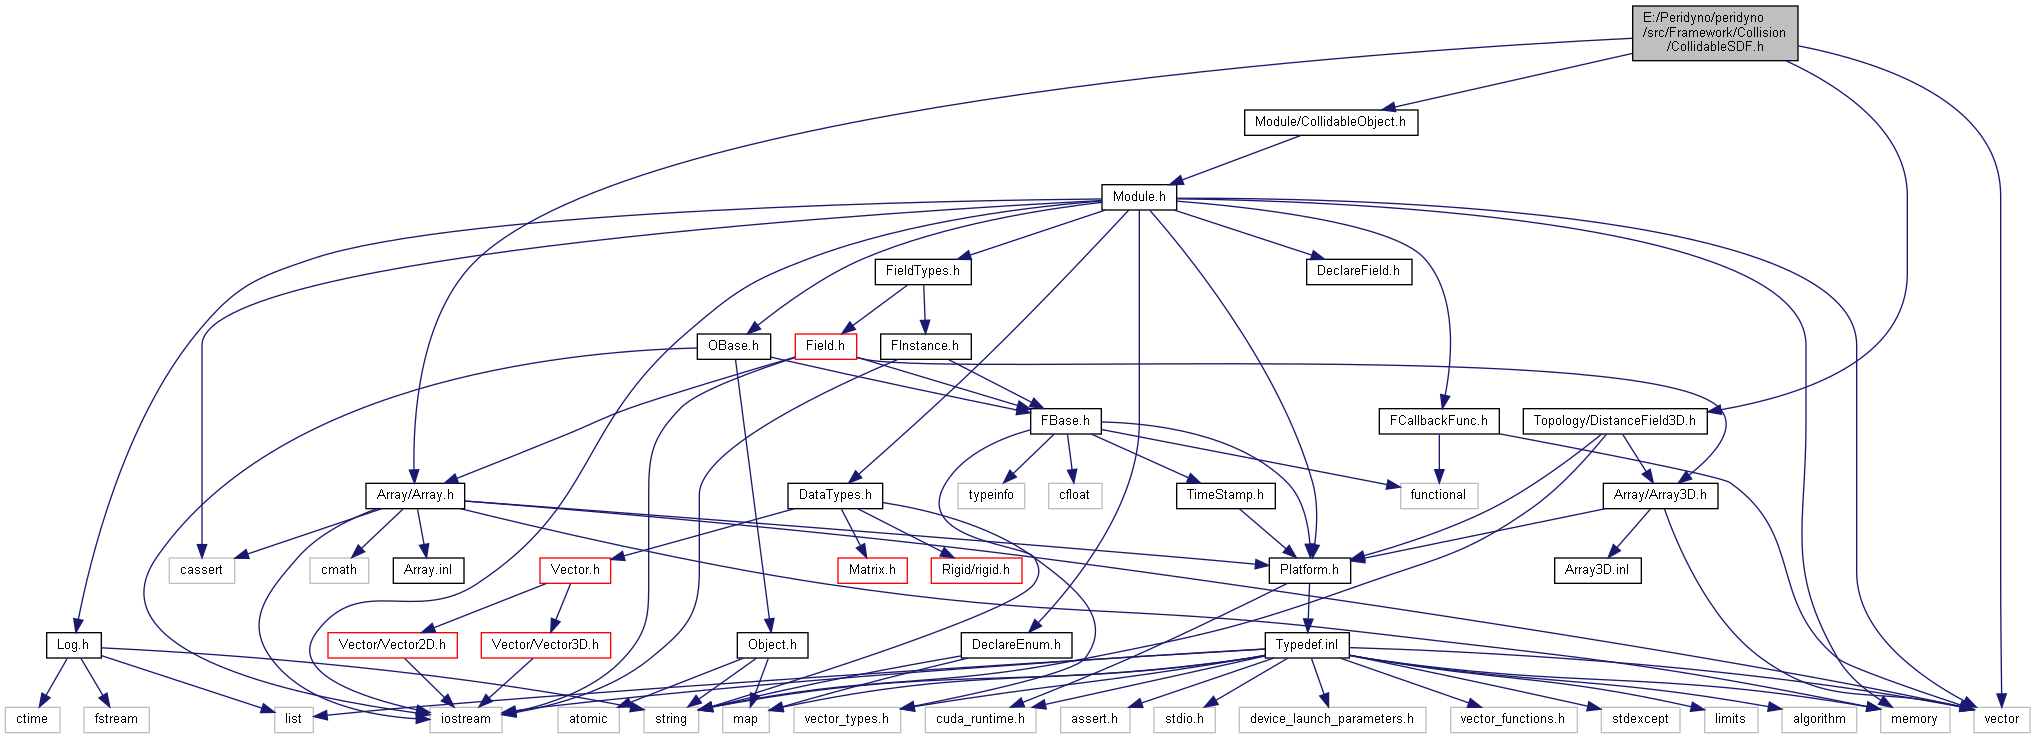 E:/Peridyno/peridyno
/src/Framework/Collision
/CollidableSDF.h
Module/CollidableObject.h
Module.h
FieldTypes.h
DeclareField.h
OBase.h
Field.h
FInstance.h
FBase.h
FCallbackFunc.h
Topology/DistanceField3D.h
Array/Array.h
DataTypes.h
typeinfo
cfloat
TimeStamp.h
functional
Array/Array3D.h
cassert
cmath
Array.inl
Vector.h
Matrix.h
Rigid/rigid.h
Platform.h
Array3D.inl
Log.h
Vector/Vector2D.h
Vector/Vector3D.h
Object.h
DeclareEnum.h
Typedef.inl
ctime
fstream
list
iostream
atomic
string
map
vector_types.h
cuda_runtime.h
assert.h
stdio.h
device_launch_parameters.h
vector_functions.h
stdexcept
limits
algorithm
memory
vector